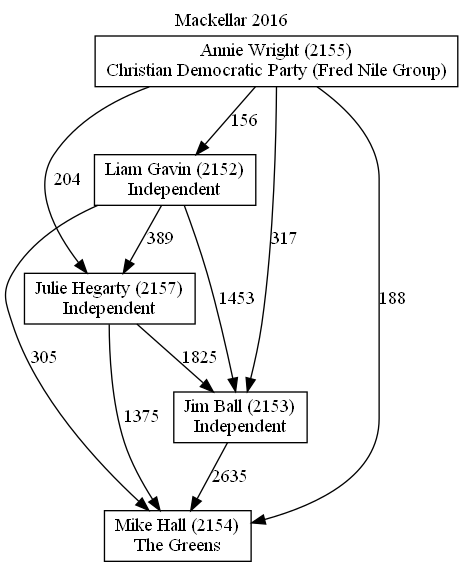 Mackellar 2016
Annie Wright (2155)
Christian Democratic Party (Fred Nile Group)
156
Liam Gavin (2152)
Independent
204
389
317
Julie Hegarty (2157)
Independent
1453
188
305
1825
1375
Jim Ball (2153)
Independent
2635
Mike Hall (2154)
The Greens